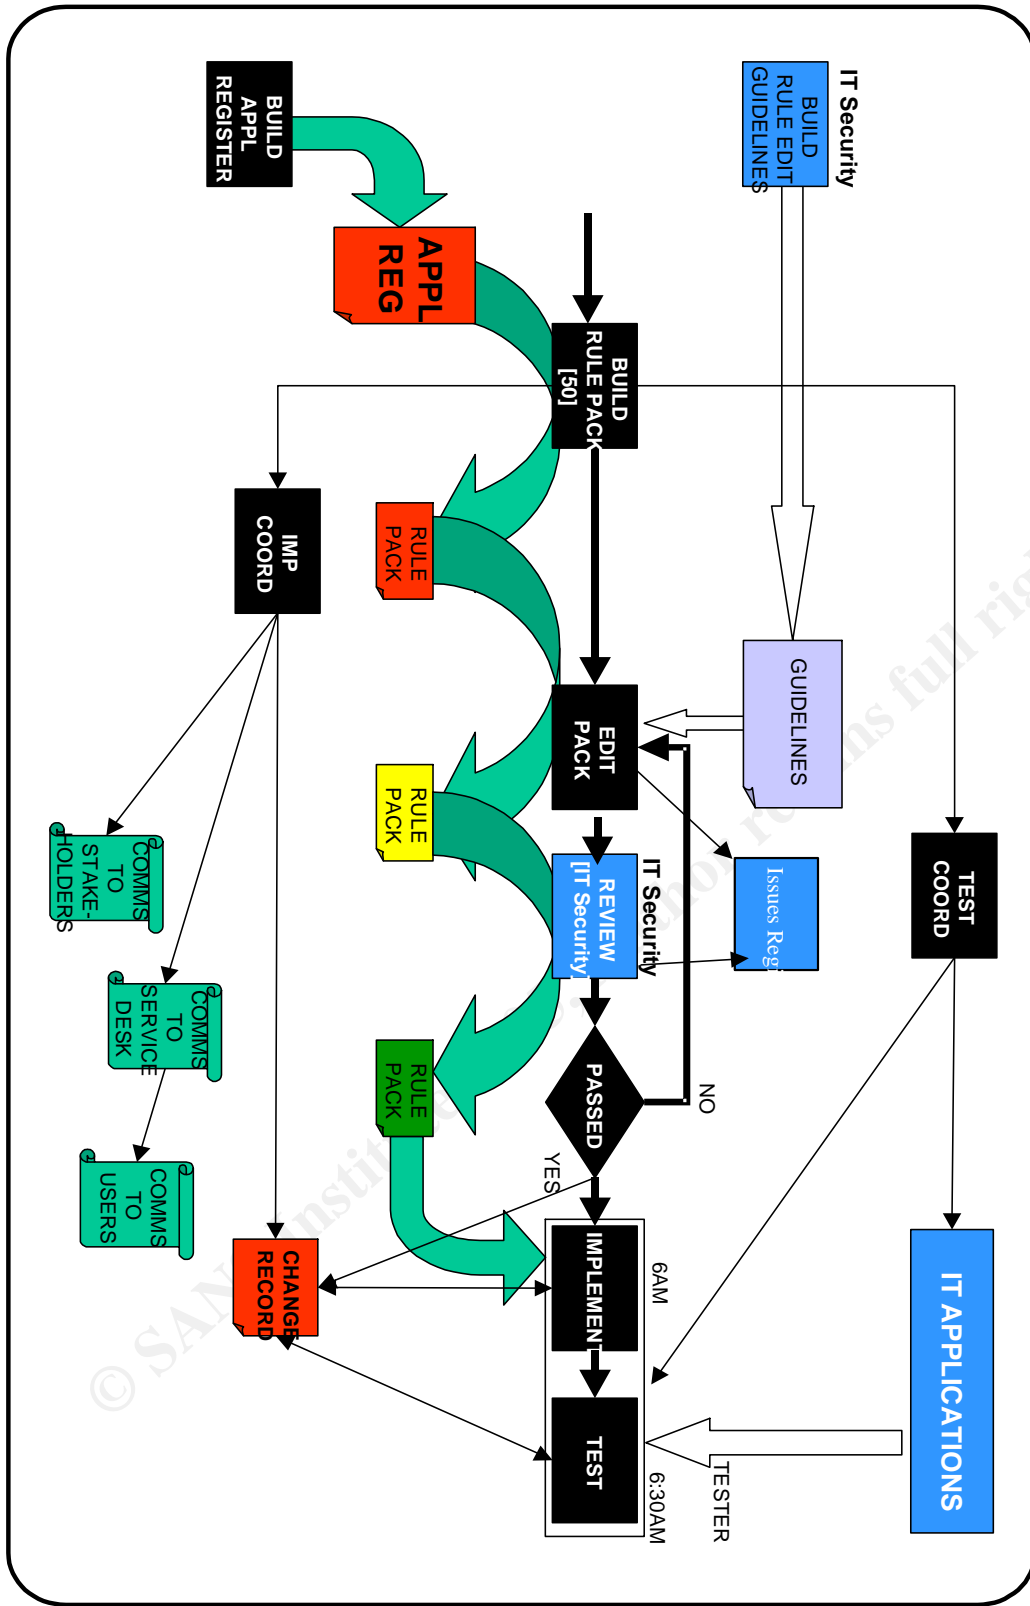 IT Security
BUILD
RULE EDIT
GUIDELINES
GUIDELINES
TEST
COORD
IT APPLICATIONS
Issues Regi
TESTER
NO
BUILD
RULE PACK
[50]
EDIT
PACK
IT Security
REVIEW
[IT Security]
PASSED
YES
6AM
IMPLEMENT
TEST
6:30AM
APPL
REG
RULE
PACK
RULE
PACK
RULE
PACK
BUILD
APPL
REGISTER
IMP
COORD
CHANGE
RECORD
COMMS
TO
STAKE-
HOLDERS
COMMS
TO
SERVICE
DESK
COMMS
TO
USERS